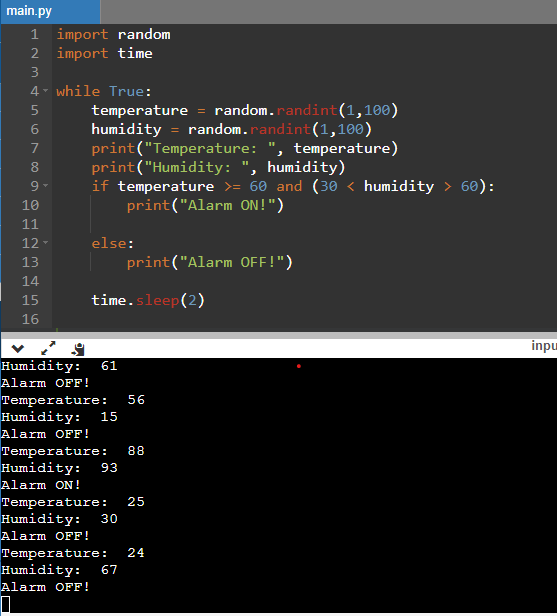 main.py
1 import random
2 import time
3
4 while True:
5     temperature = random.randint(1,100)
6     humidity = random.randint(1,100)
7     print("Temperature: ", temperature)
8     print("Humidity: ", humidity)
9     if temperature >= 60 and (30 < humidity > 60):
10         print("Alarm ON!")
11
12     else:
13         print("Alarm OFF!")
14
15     time.sleep(2)
16
inpu
Humidity:  61
Alarm OFF!
Temperature:  56
Humidity:  15
Alarm OFF!
Temperature:  88
Humidity:  93
Alarm ON!
Temperature:  25
Humidity:  30
Alarm OFF!
Temperature:  24
Humidity:  67
Alarm OFF!